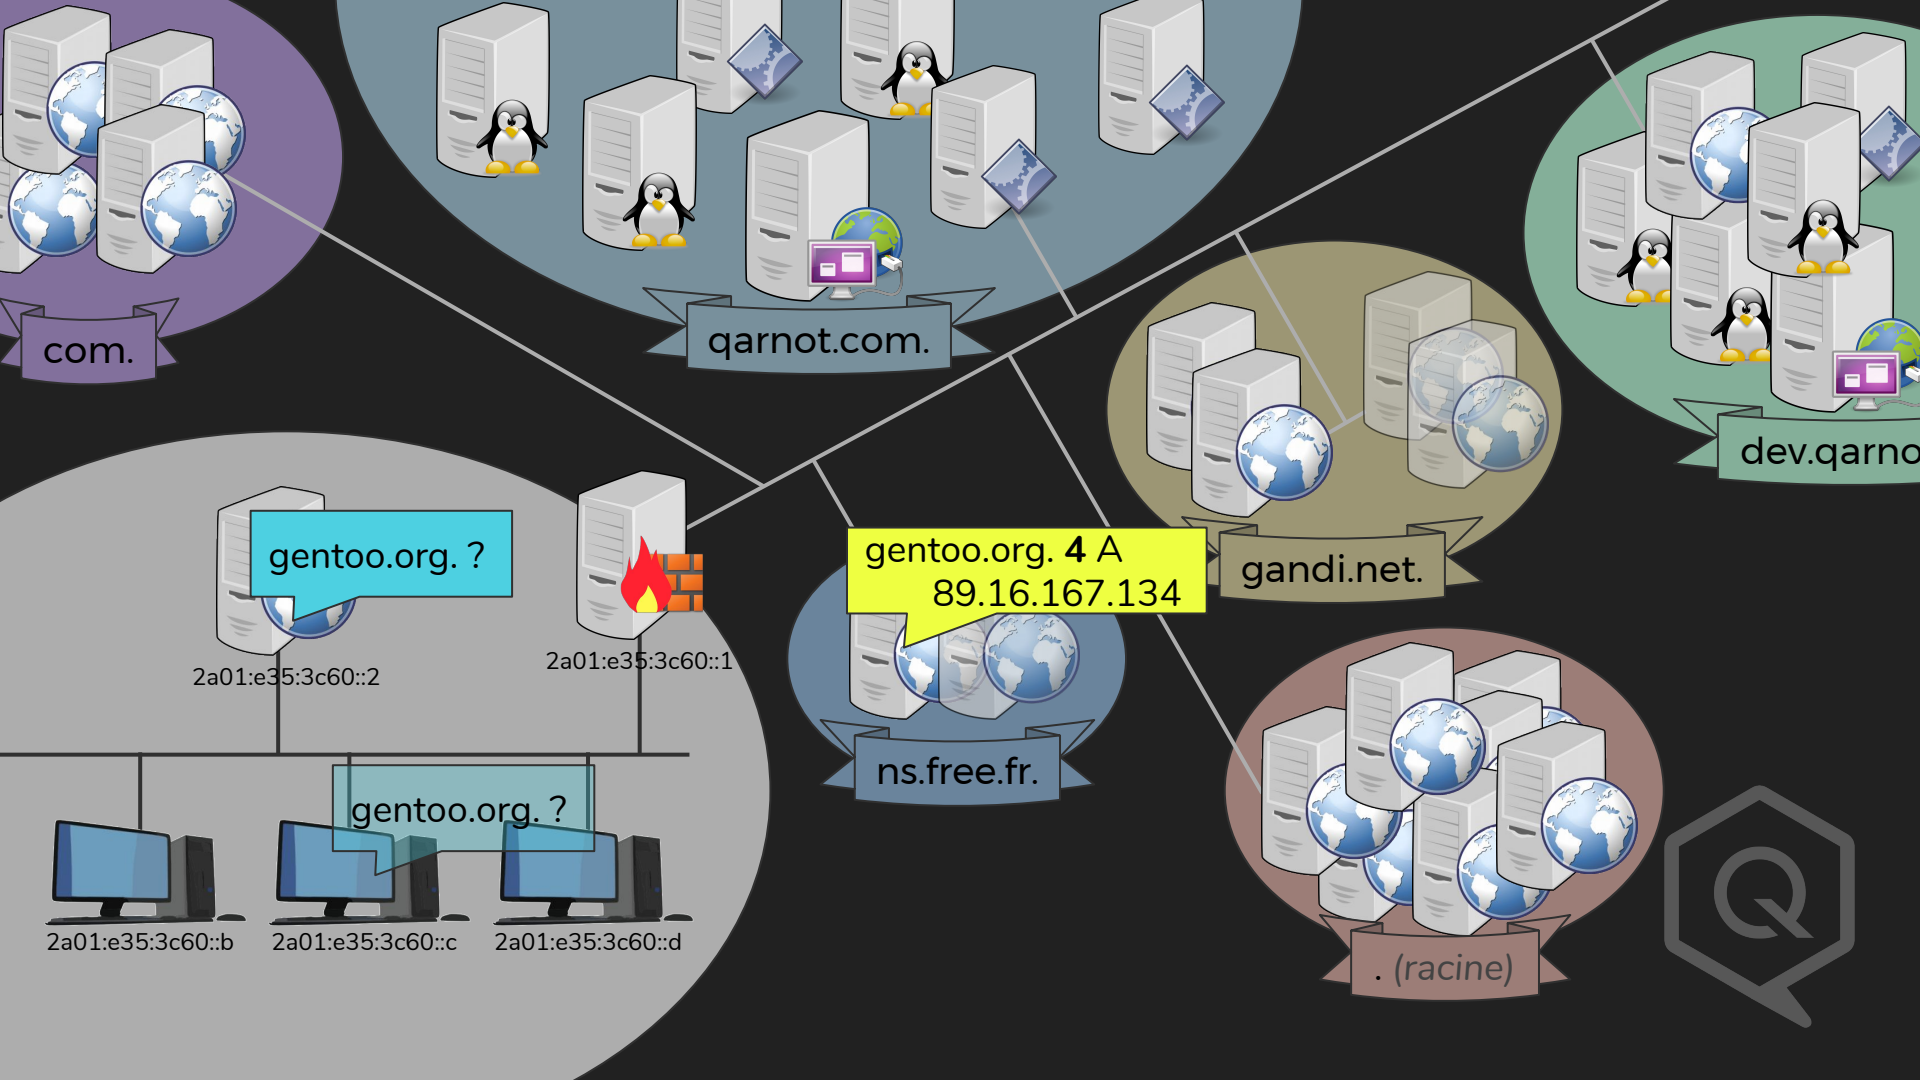 com.
qarnot.com.
dev.qarno
gentoo.org. ?
gentoo.org. 4 A
89.16.167.134
gandi.net.
2a01:e35:3c60::2
2a01:e35:3c60::1
ns.free.fr.
gentoo.org. ?
2a01:e35:3c60::b
2a01:e35:3c60::c
2a01:e35:3c60::d
. (racine)